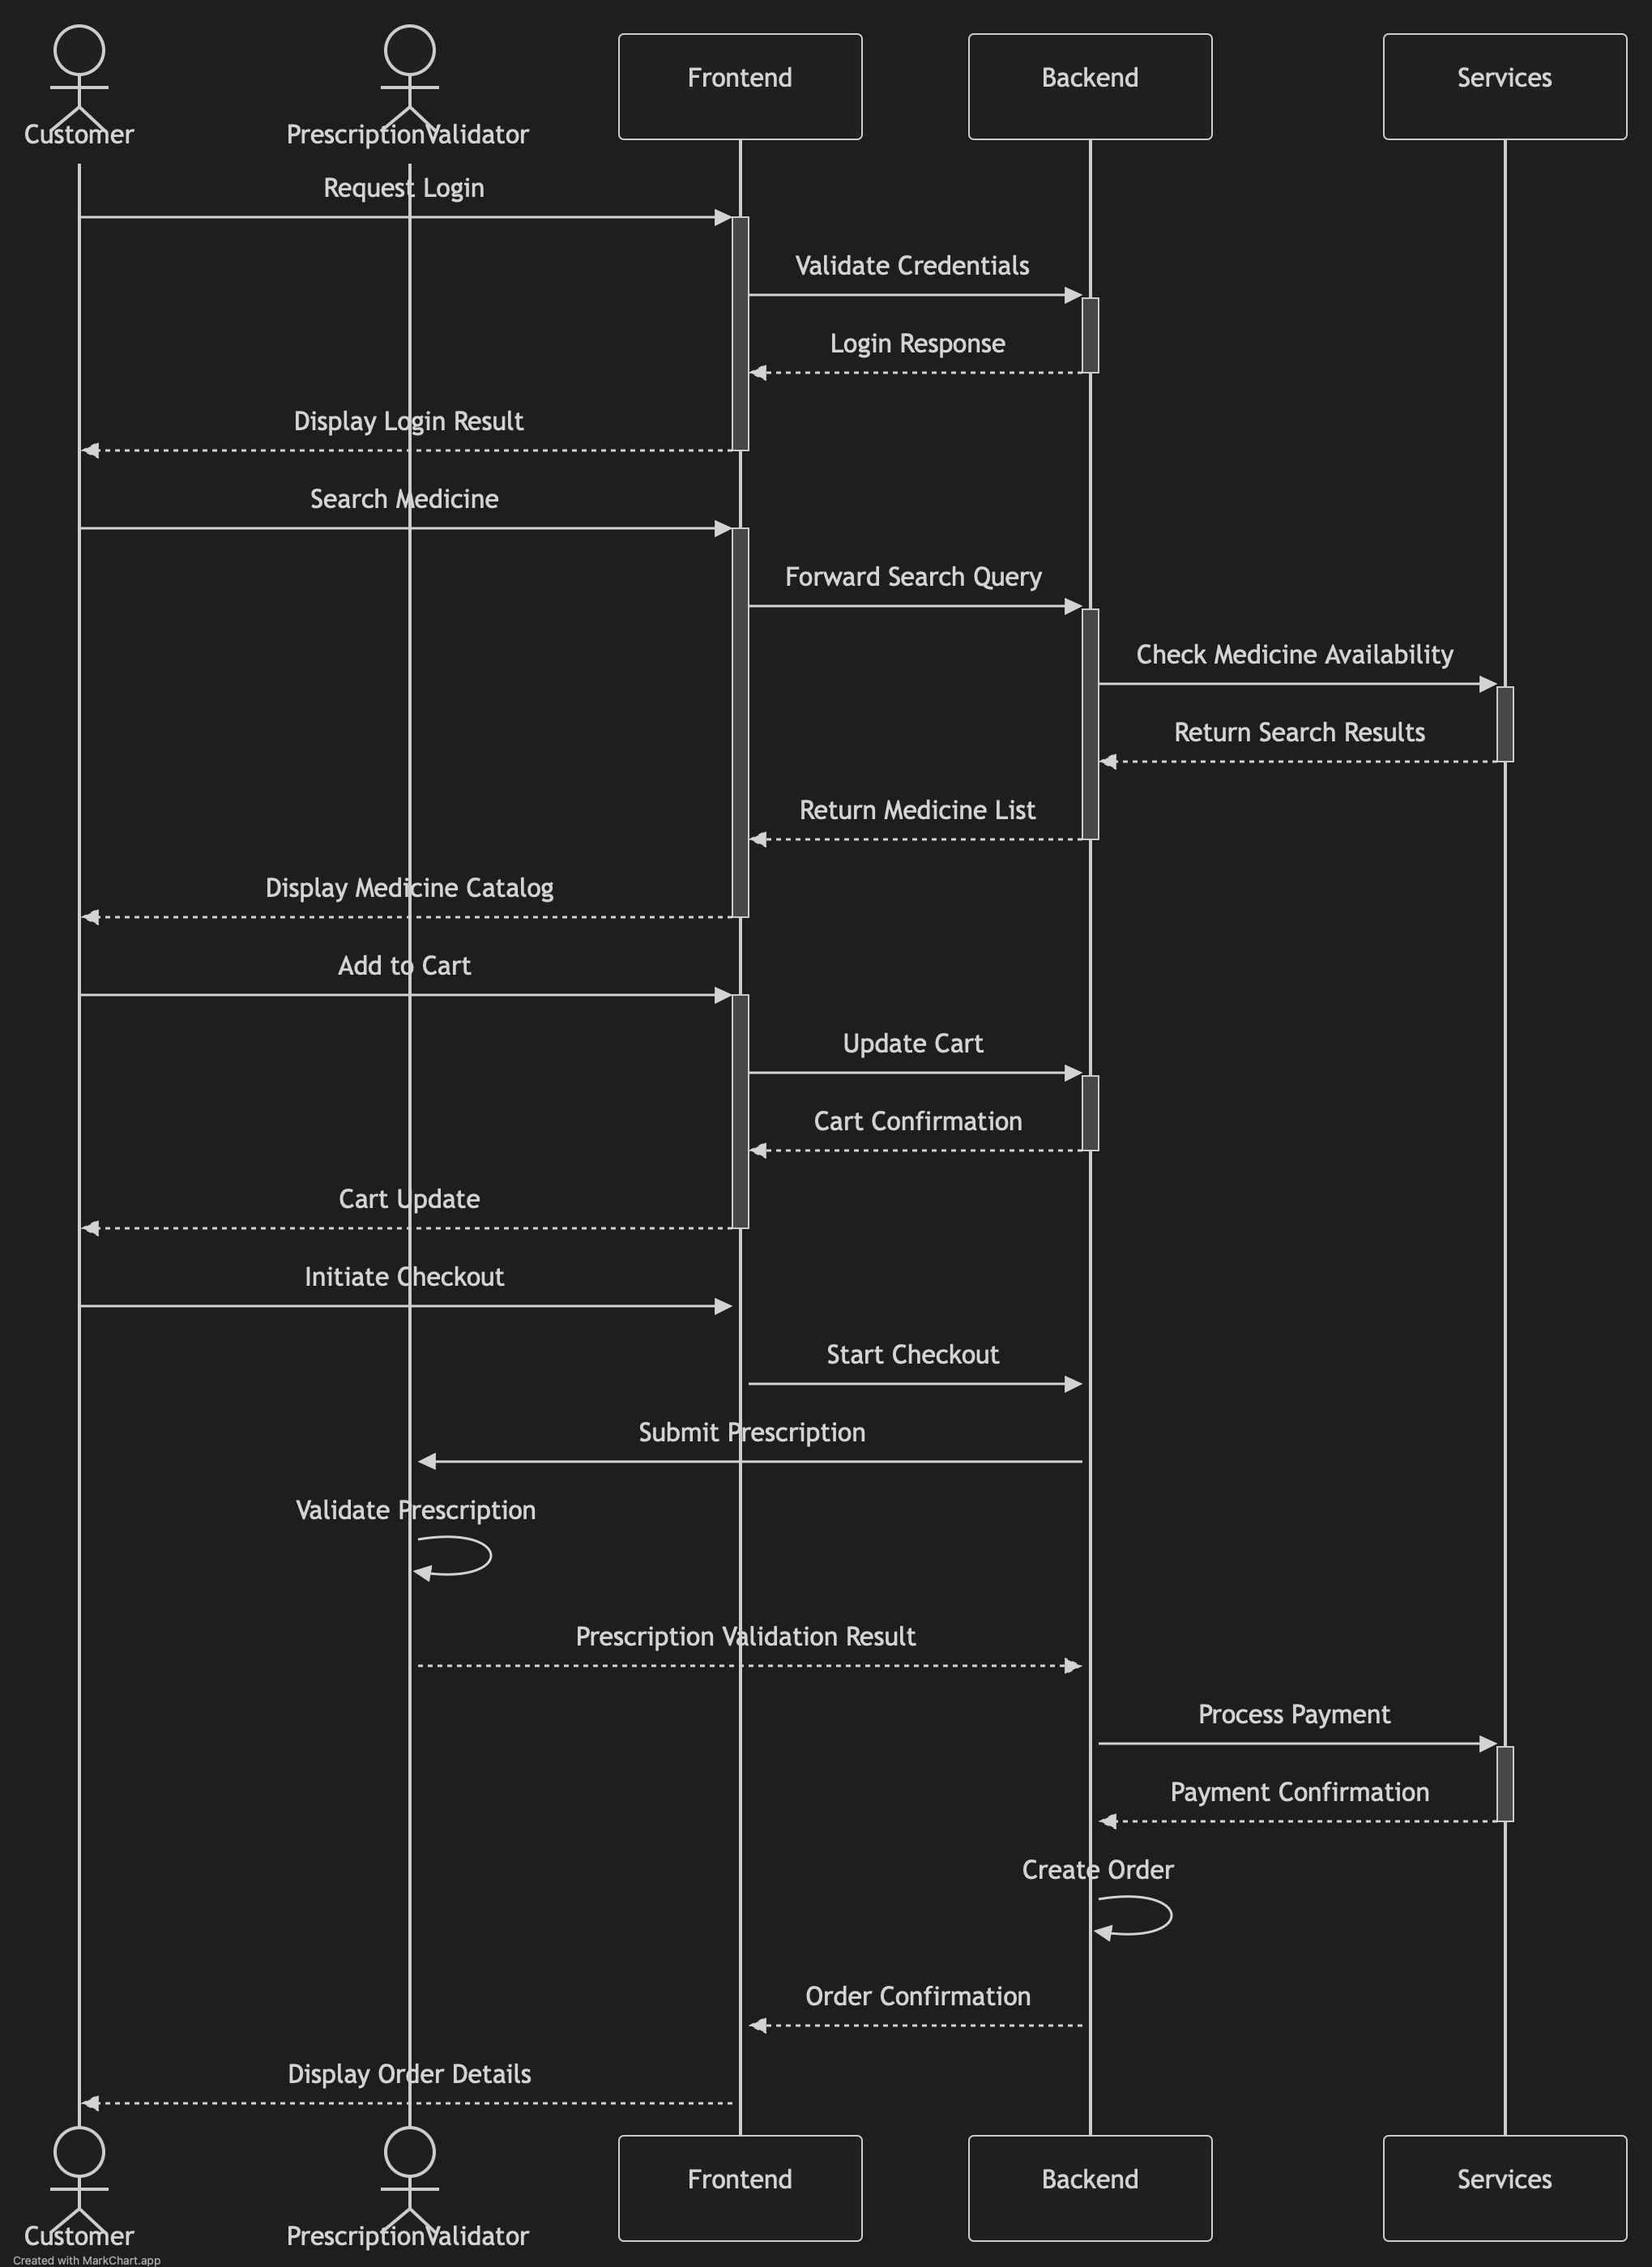 Customer
PrescriptionValidator
Frontend
Backend
Services
Request Login
Validate Credentials
Login Response
Display Login Result
Search Medicine
Forward Search Query
Check Medicine Availability
Return Search Results
Return Medicine List
Display Medicine Catalog
Add to Cart
Update Cart
Cart Confirmation
Cart Update
Initiate Checkout
Start Checkout
Submit Prescription
Validate Prescription
Prescription Validation Result
Process Payment
Payment Confirmation
Create Order
Order Confirmation
Display Order Details
Customer
PrescriptionValidator
Frontend
Backend
Services
Created with MarkChart.app